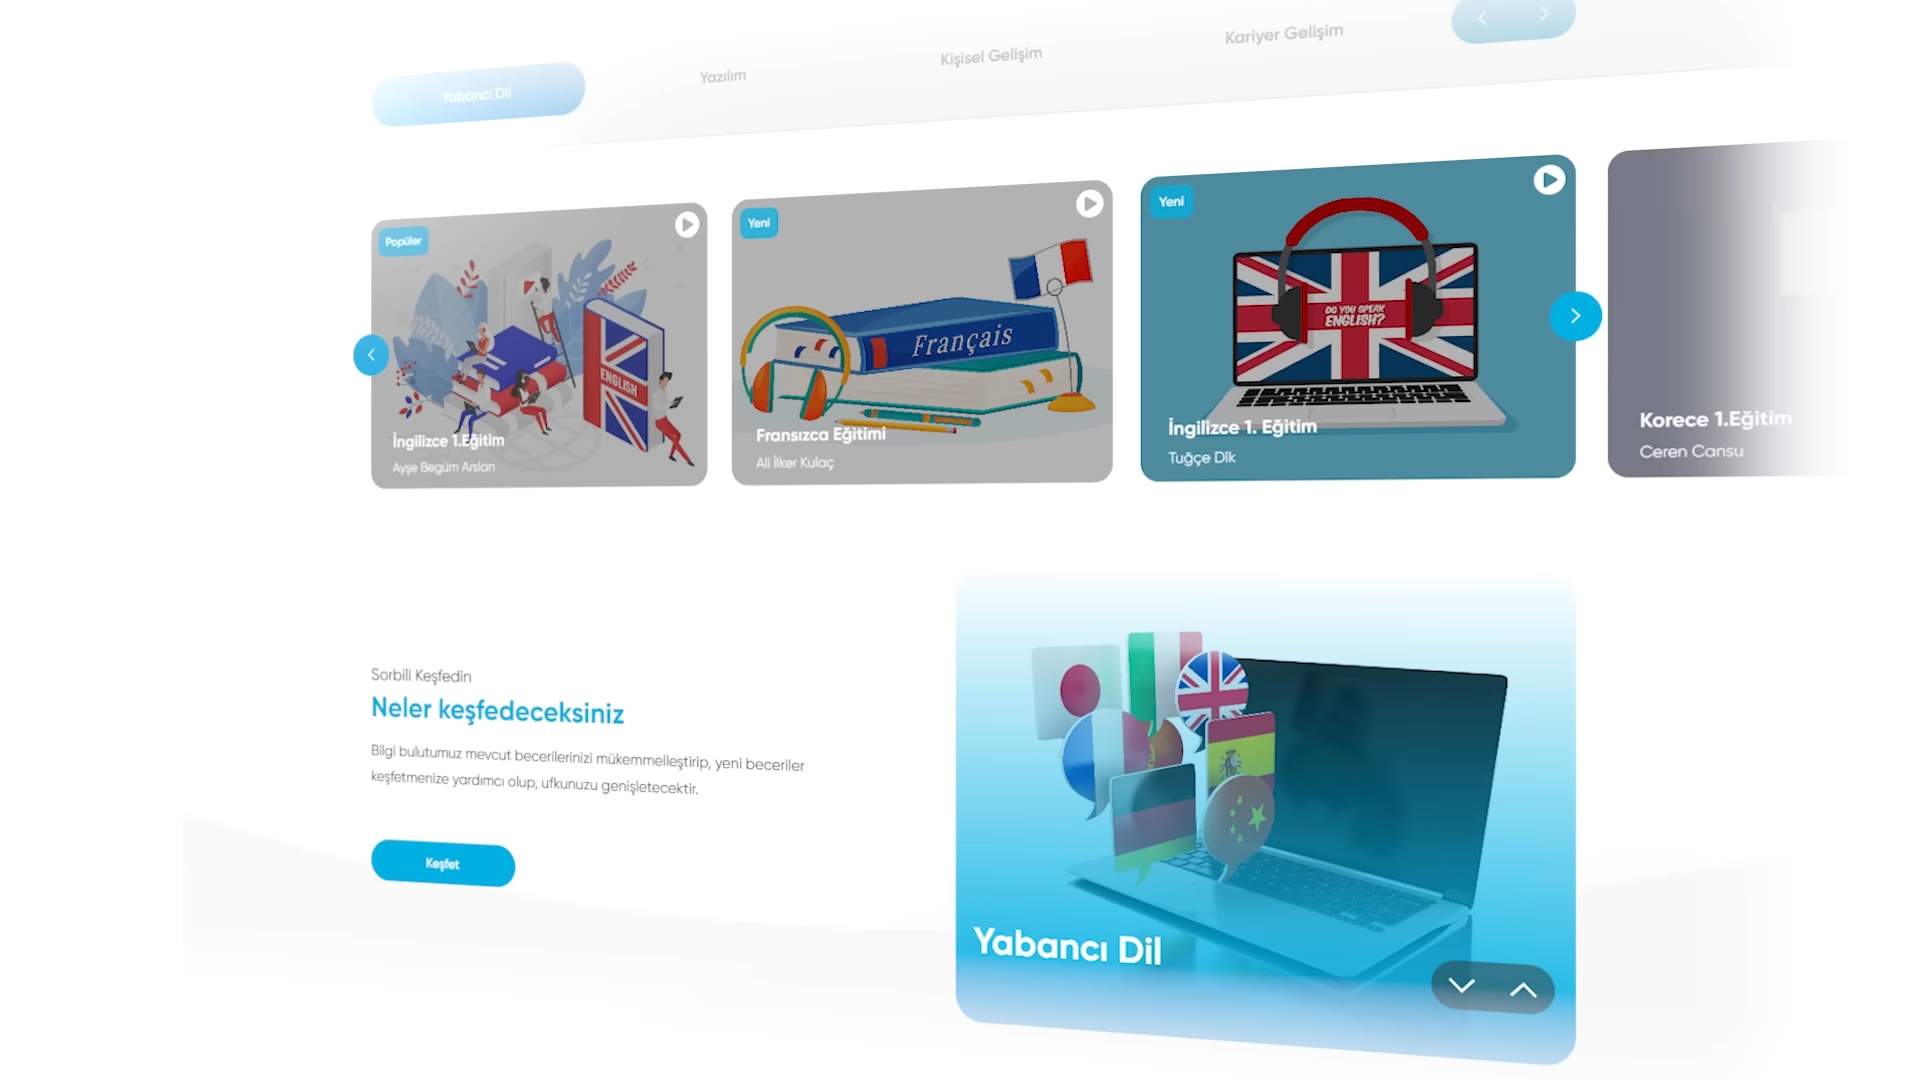 Yabancı Dil
Yazılım
Kişisel Gelişim
Kariyer Gelişim
Popüler
ENGLISH
İngilizce 1.Eğitim
Ayşe Begüm Arslan
Yeni
Français
Fransızca Eğitimi
Ali İlker Kulaç
Yeni
DO YOU SPEAK
ENGLISH?
İngilizce 1. Eğitim
Tuğçe Dik
Korece 1.Eğitim
Ceren Cansu
Sorbili Keşfedin
Neler keşfedeceksiniz
Bilgi bulutumuz mevcut becerilerinizi mükemmelleştirip, yeni beceriler
keşfetmenize yardımcı olup, ufkunuzu genişletecektir.
Keşfet
Yabancı Dil